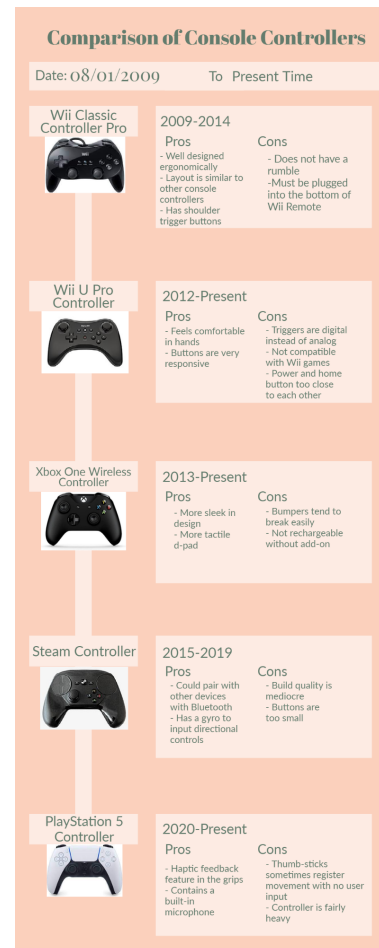 Comparison of Console Controllers
Date: 08/01/2009 To Present Time
Wii Classic
Controller Pro
2009-2014
Pros
- Well designed
ergonomically
- Layout is similar to
other console
controllers
- Has shoulder
trigger buttons
Cons
- Does not have a
rumble
-Must be plugged
into the bottom of
Wii Remote
Wii U Pro
Controller
2012-Present
Pros
- Feels comfortable
in hands
- Buttons are very
responsive
Cons
- Triggers are digital
instead of analog
- Not compatible
with Wii games
- Power and home
button too close
to each other
Xbox One Wireless
Controller
2013-Present
Pros
- More sleek in
design
- More tactile
d-pad
Cons
- Bumpers tend to
break easily
- Not rechargeable
without add-on
Steam Controller
2015-2019
Pros
- Could pair with
other devices
with Bluetooth
- Has a gyro to
input directional
controls
Cons
- Build quality is
mediocre
- Buttons are
too small
PlayStation 5
Controller
2020-Present
Pros
- Haptic feedback
feature in the grips
- Contains a
built-in
microphone
Cons
- Thumb-sticks
sometimes register
movement with no user
input
- Controller is fairly
heavy